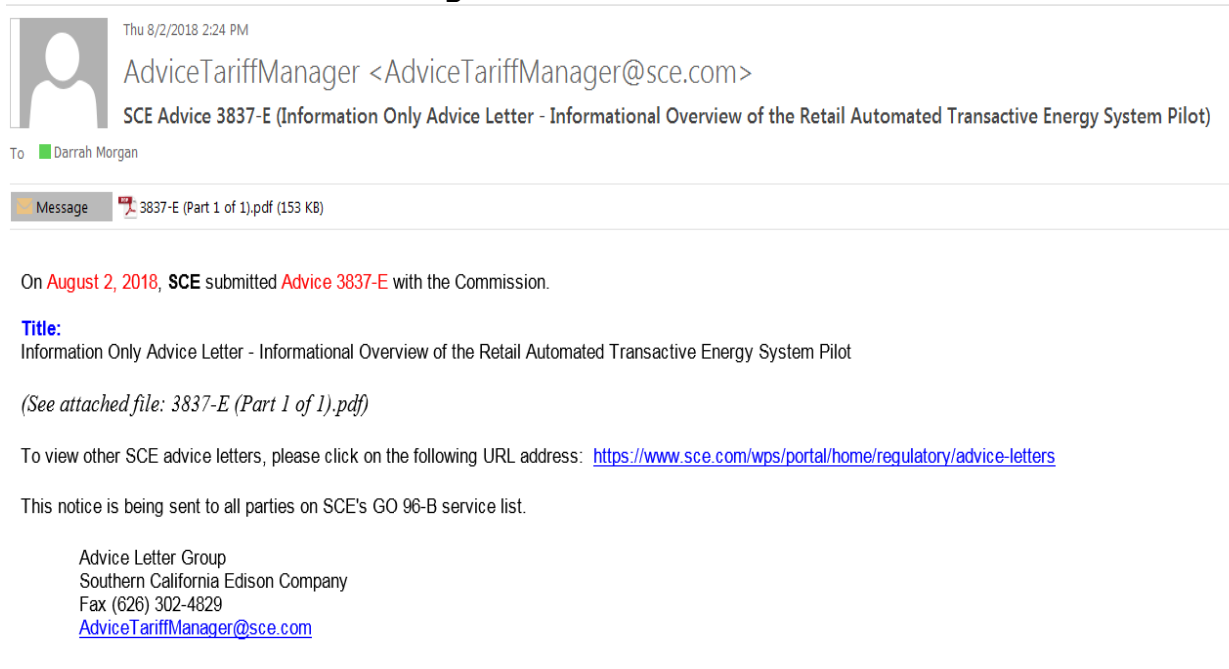 Thu 8/2/2018 2:24 PM
AdviceTariffManager <AdviceTariffManager@sce.com>
SCE Advice 3837-E (Information Only Advice Letter - Informational Overview of the Retail Automated Transactive Energy System Pilot)
To Darrah Morgan
Message 3837-E (Part 1 of 1).pdf (153 KB)
On August 2, 2018, SCE submitted Advice 3837-E with the Commission.
Title:
Information Only Advice Letter - Informational Overview of the Retail Automated Transactive Energy System Pilot
(See attached file: 3837-E (Part 1 of 1).pdf)
To view other SCE advice letters, please click on the following URL address: https://www.sce.com/wps/portal/home/regulatory/advice-letters
This notice is being sent to all parties on SCE's GO 96-B service list.
Advice Letter Group
Southern California Edison Company
Fax (626) 302-4829
AdviceTariffManager@sce.com